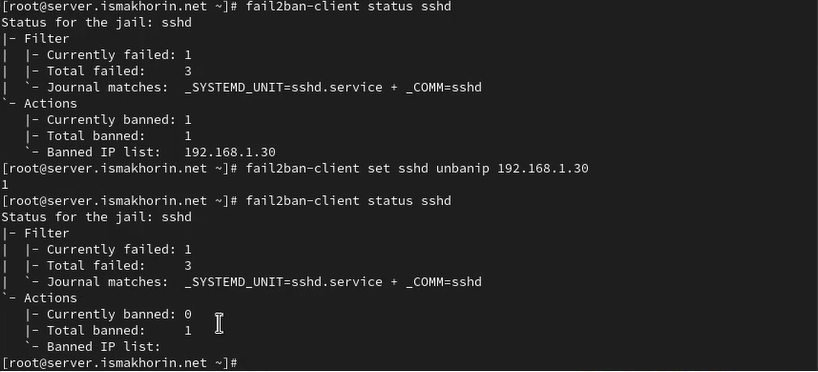 [root@server.ismakhorin.net ~]# fail2ban-client status sshd
Status for the jail: sshd
|- Filter
|  |- Currently failed: 1
|  |- Total failed:     3
|  `- Journal matches:  _SYSTEMD_UNIT=sshd.service + _COMM=sshd
`- Actions
   |- Currently banned: 1
   |- Total banned:     1
   `- Banned IP list:   192.168.1.30
[root@server.ismakhorin.net ~]# fail2ban-client set sshd unbanip 192.168.1.30
1
[root@server.ismakhorin.net ~]# fail2ban-client status sshd
Status for the jail: sshd
|- Filter
|  |- Currently failed: 1
|  |- Total failed:     3
|  `- Journal matches:  _SYSTEMD_UNIT=sshd.service + _COMM=sshd
`- Actions
   |- Currently banned: 0
   |- Total banned:     1
   `- Banned IP list:
[root@server.ismakhorin.net ~]#